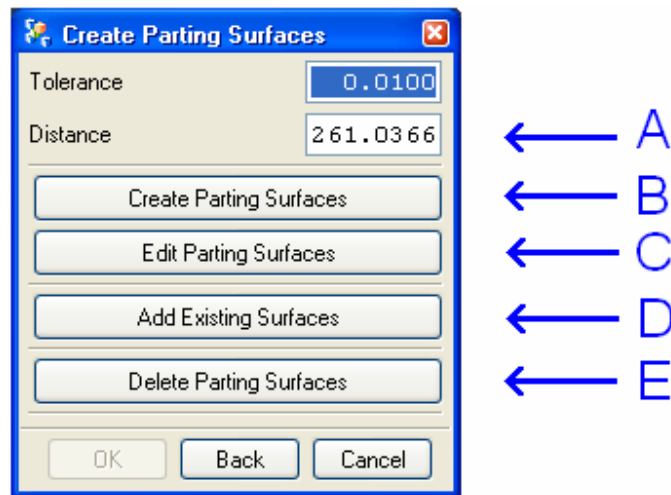 Create Parting Surfaces
Tolerance 0.0100
Distance 261.0366 A
Create Parting Surfaces B
Edit Parting Surfaces C
Add Existing Surfaces D
Delete Parting Surfaces E
OK Back Cancel